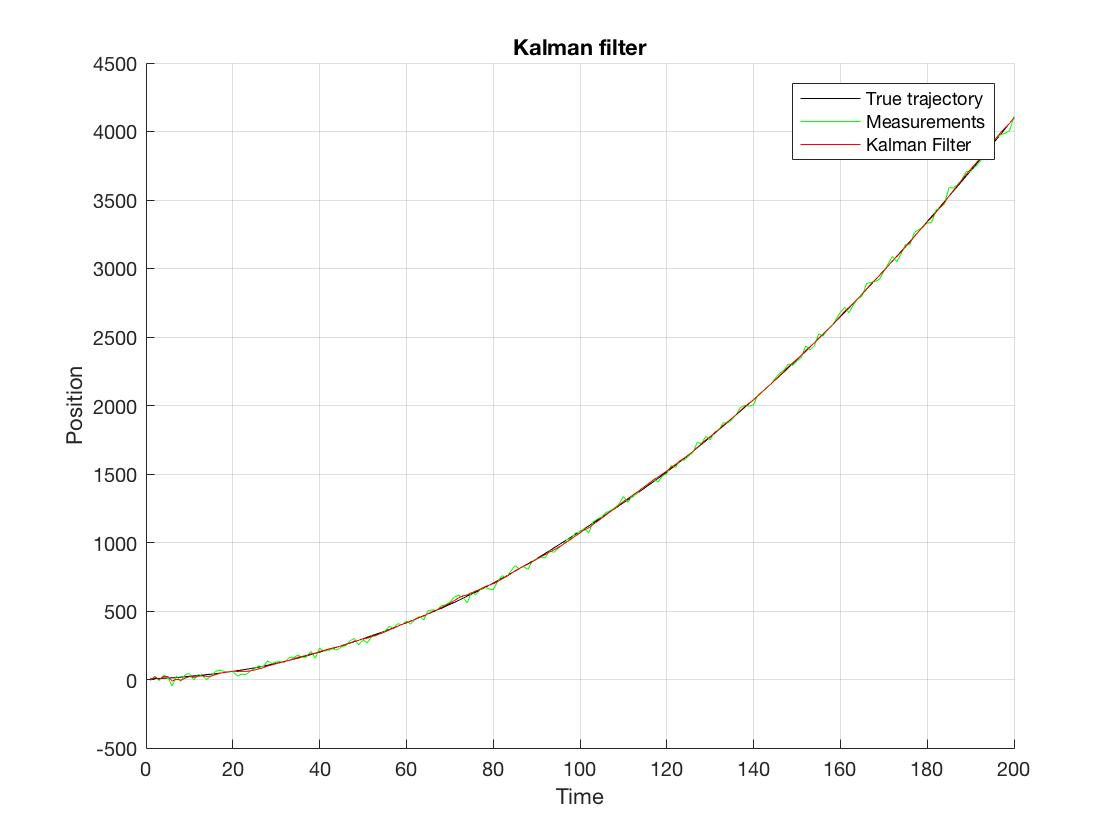 Kalman filter
4500
4000
3500
3000
2500
2000
1500
1000
500
0
-500
Position
True trajectory
Measurements
Kalman Filter
0 20 40 60 80 100 120 140 160 180 200
Time